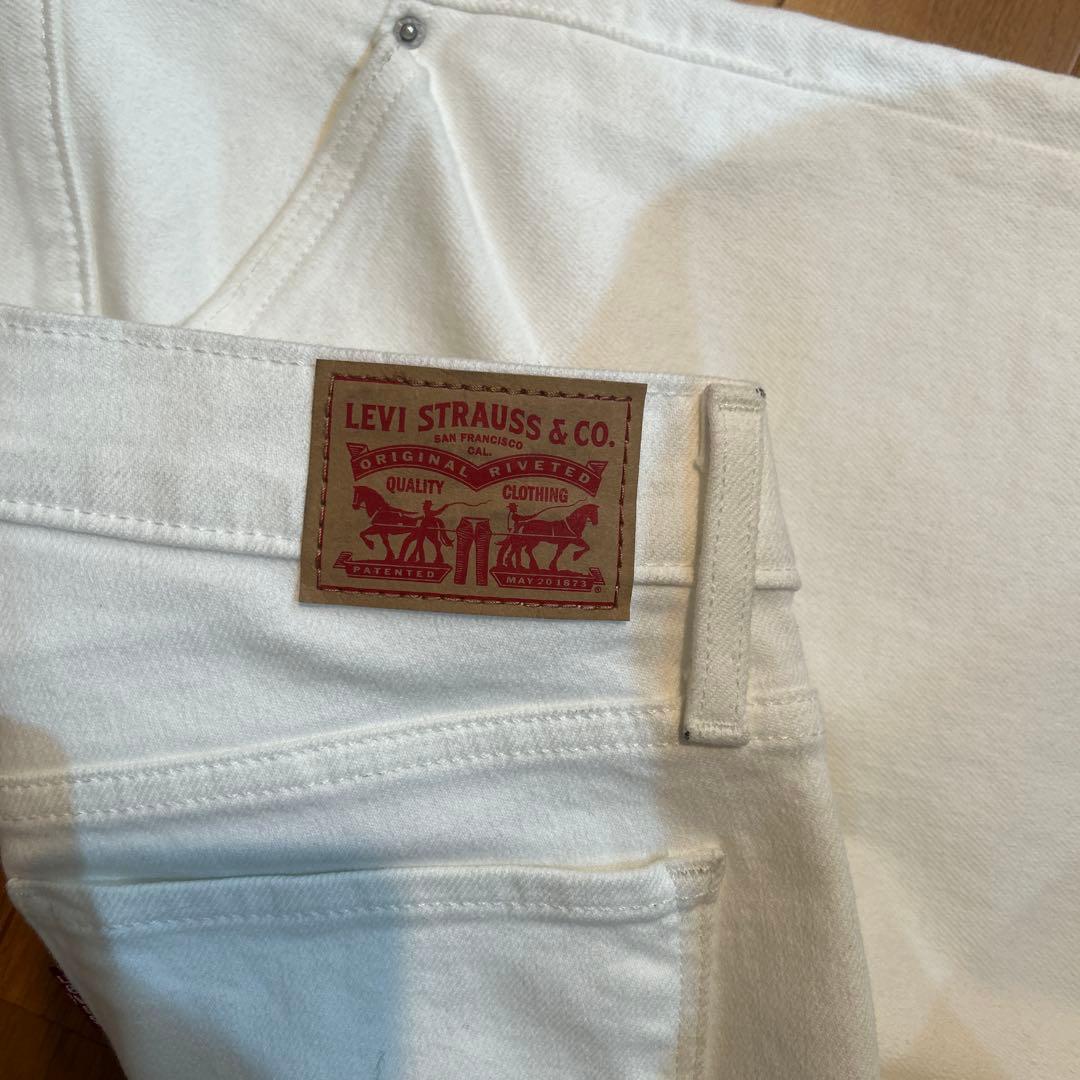 LEVI STRAUSS & CO.
SAN FRANCISCO
CAL.
ORIGINAL RIVETED
QUALITY CLOTHING
PATENTED MAY 20 1873
®